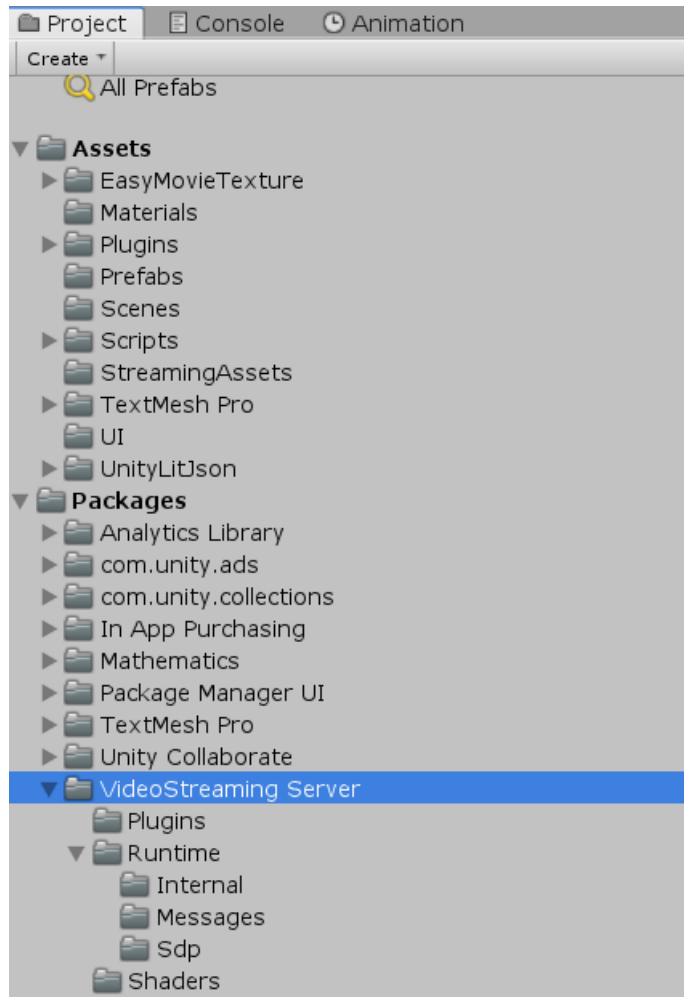 Project Console Animation
Create
All Prefabs
Assets
EasyMovieTexture
Materials
Plugins
Prefabs
Scenes
Scripts
StreamingAssets
TextMesh Pro
UI
UnityLitJson
Packages
Analytics Library
com.unity.ads
com.unity.collections
In App Purchasing
Mathematics
Package Manager UI
TextMesh Pro
Unity Collaborate
VideoStreaming Server
Plugins
Runtime
Internal
Messages
Sdp
Shaders